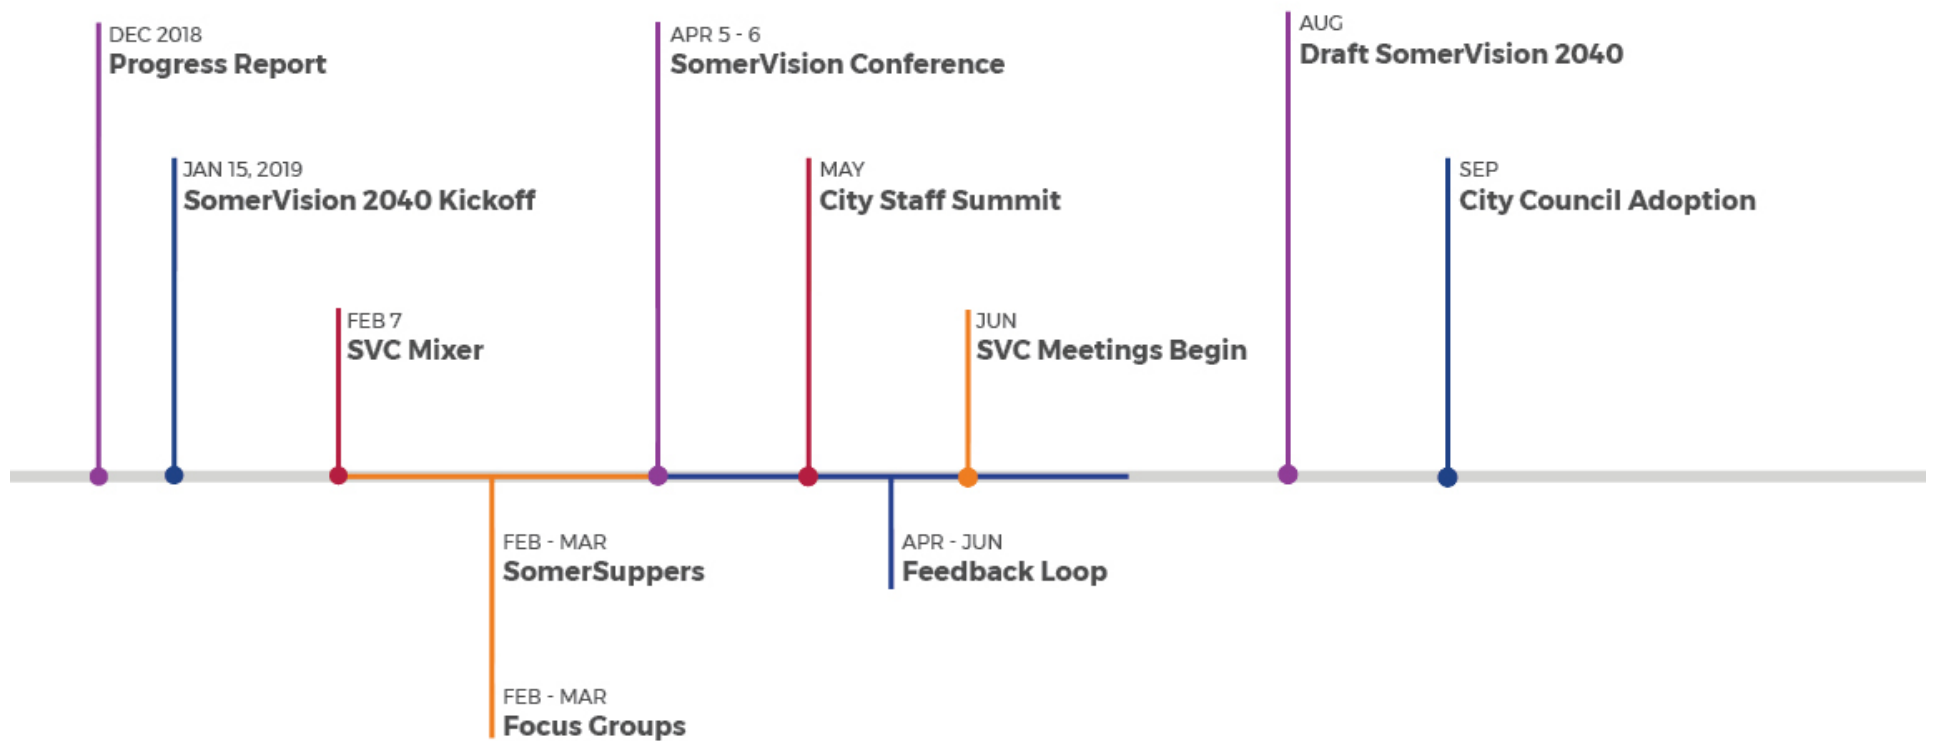 DEC 2018
Progress Report
APR 5 - 6
SomerVision Conference
AUG
Draft SomerVision 2040
JAN 15, 2019
SomerVision 2040 Kickoff
MAY
City Staff Summit
SEP
City Council Adoption
FEB 7
SVC Mixer
JUN
SVC Meetings Begin
FEB - MAR
SomerSuppers
APR - JUN
Feedback Loop
FEB - MAR
Focus Groups